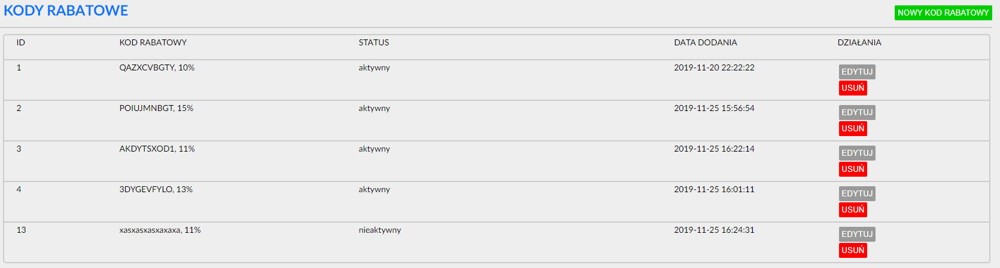 KODY RABATOWE
NOWY KOD RABATOWY
ID KOD RABATOWY STATUS DATA DODANIA DZIAŁANIA
1 QAZXCVBGTY, 10% aktywny 2019-11-20 22:22:22 EDYTUJ
USUŃ
2 POIUJMNBGT, 15% aktywny 2019-11-25 15:56:54 EDYTUJ
USUŃ
3 AKDYTSXOD1, 11% aktywny 2019-11-25 16:22:14 EDYTUJ
USUŃ
4 3DYGEVFYLO, 13% aktywny 2019-11-25 16:01:11 EDYTUJ
USUŃ
13 xasxasxasxaxaxa, 11% nieaktywny 2019-11-25 16:24:31 EDYTUJ
USUŃ